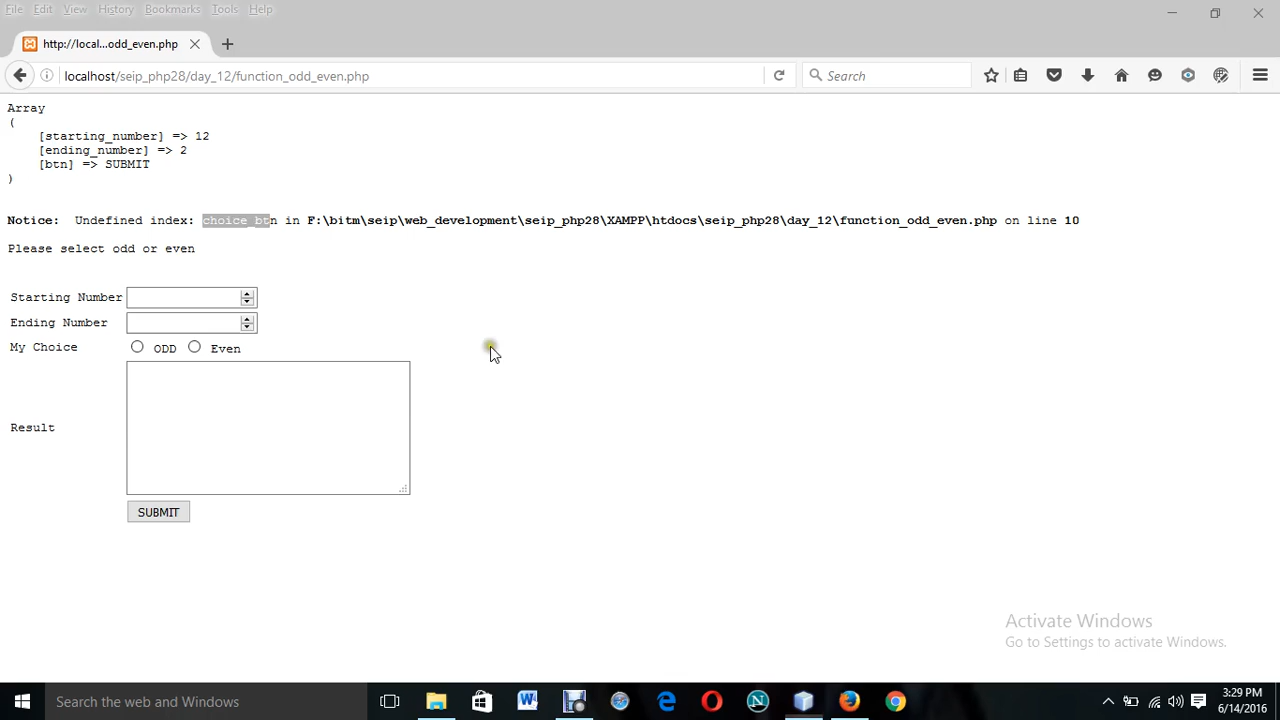 File Edit View History Bookmarks Tools Help
http://local...odd_even.php
localhost/seip_php28/day_12/function_odd_even.php
Search
Array
(
[starting_number] => 12
[ending_number] => 2
[btn] => SUBMIT
)
Notice: Undefined index: choice_btn in F:\bitm\seip\web_development\seip_php28\XAMPP\htdocs\seip_php28\day_12\function_odd_even.php on line 10
Please select odd or even
Starting Number
Ending Number
My Choice ODD Even
Result
SUBMIT
Activate Windows
Go to Settings to activate Windows.
Search the web and Windows
3:29 PM
6/14/2016